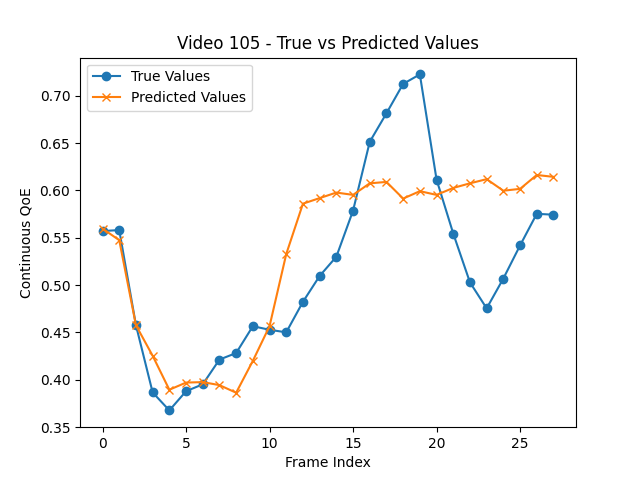 Video 105 - True vs Predicted Values
True Values
Predicted Values
Continuous QoE
0.70
0.65
0.60
0.55
0.50
0.45
0.40
0.35
0 5 10 15 20 25
Frame Index